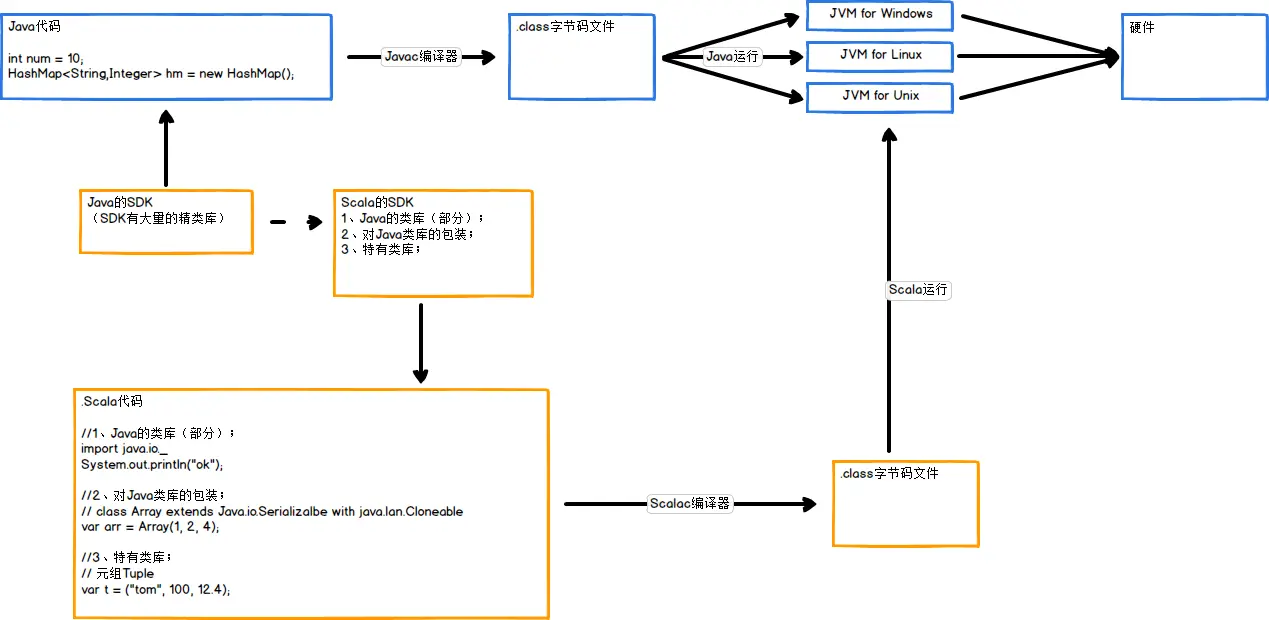 Java代码
int num = 10;
HashMap<String,Integer> hm = new HashMap();
Javac编译器
.class字节码文件
Java运行
JVM for Windows
JVM for Linux
JVM for Unix
硬件
Java的SDK
（SDK有大量的精类库）
Scala的SDK
1、Java的类库（部分）；
2、对Java类库的包装；
3、特有类库；
Scala运行
.Scala代码
//1、Java的类库（部分）；
import java.io._
System.out.println("ok");
//2、对Java类库的包装；
// class Array extends Java.io.Serializalbe with java.lan.Cloneable
var arr = Array(1, 2, 4);
//3、特有类库；
// 元组Tuple
var t = ("tom", 100, 12.4);
Scalac编译器
.class字节码文件